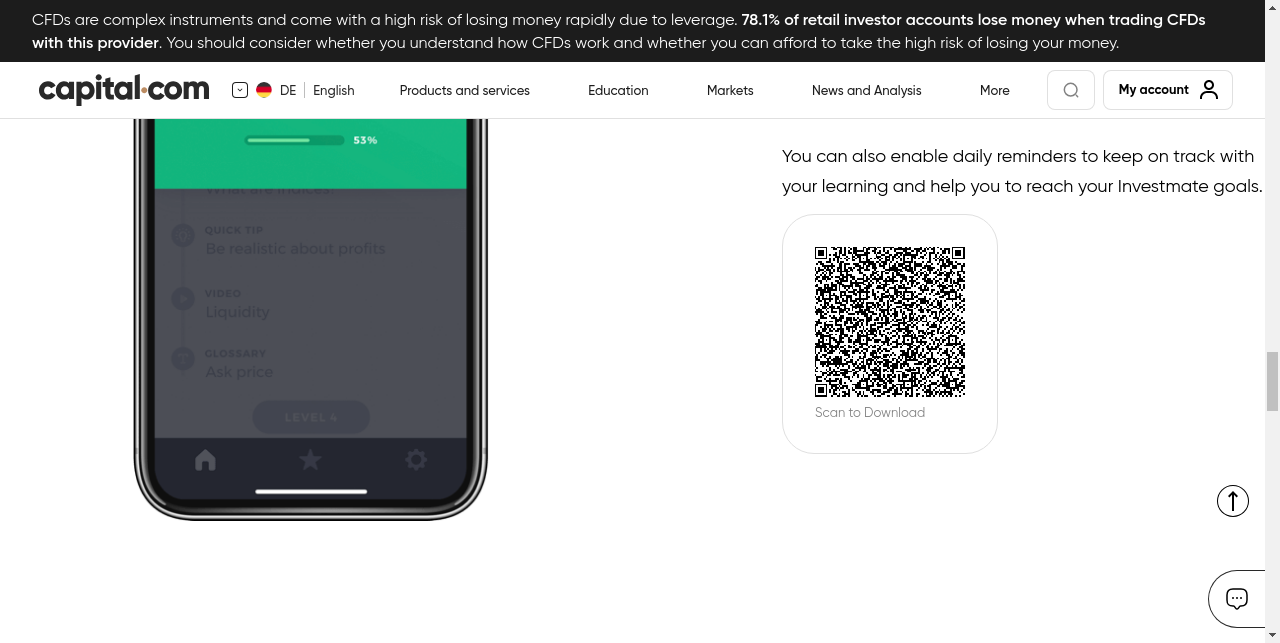 CFDs are complex instruments and come with a high risk of losing money rapidly due to leverage. 78.1% of retail investor accounts lose money when trading CFDs
with this provider. You should consider whether you understand how CFDs work and whether you can afford to take the high risk of losing your money.
capital.com DE English Products and services Education Markets News and Analysis More My account
53%
What are indices?
QUICK TIP
Be realistic about profits
VIDEO
Liquidity
GLOSSARY
Ask price
LEVEL 4
You can also enable daily reminders to keep on track with
your learning and help you to reach your Investmate goals.
Scan to Download